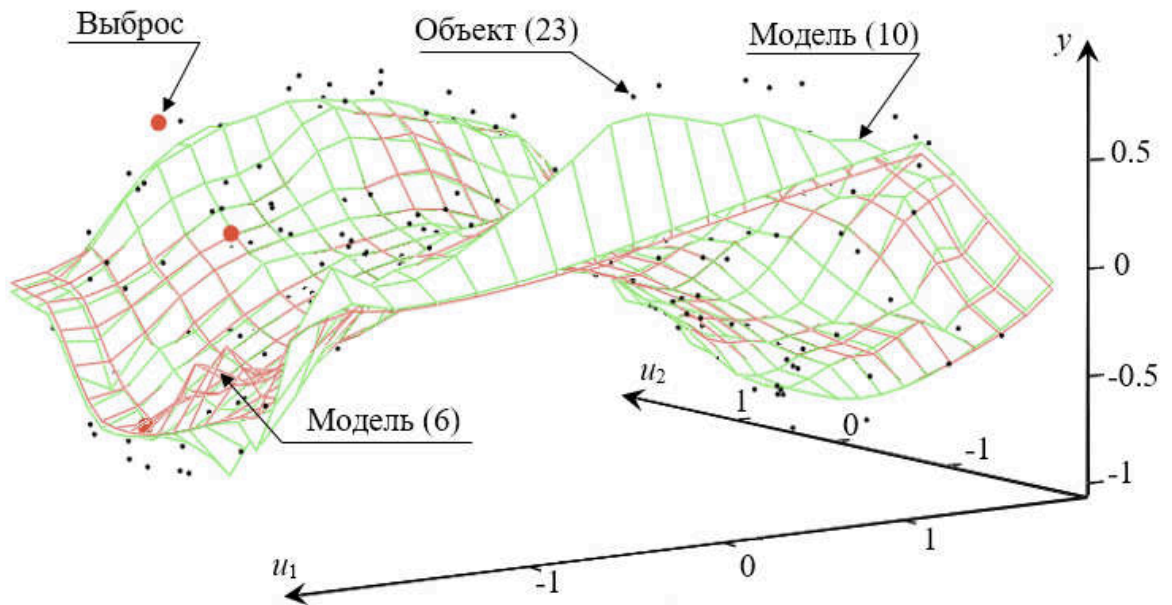 Выброс
Объект (23)
Модель (10)
y
0.5
0
-0.5
-1
u2
1
0
-1
Модель (6)
u1
-1
0
1